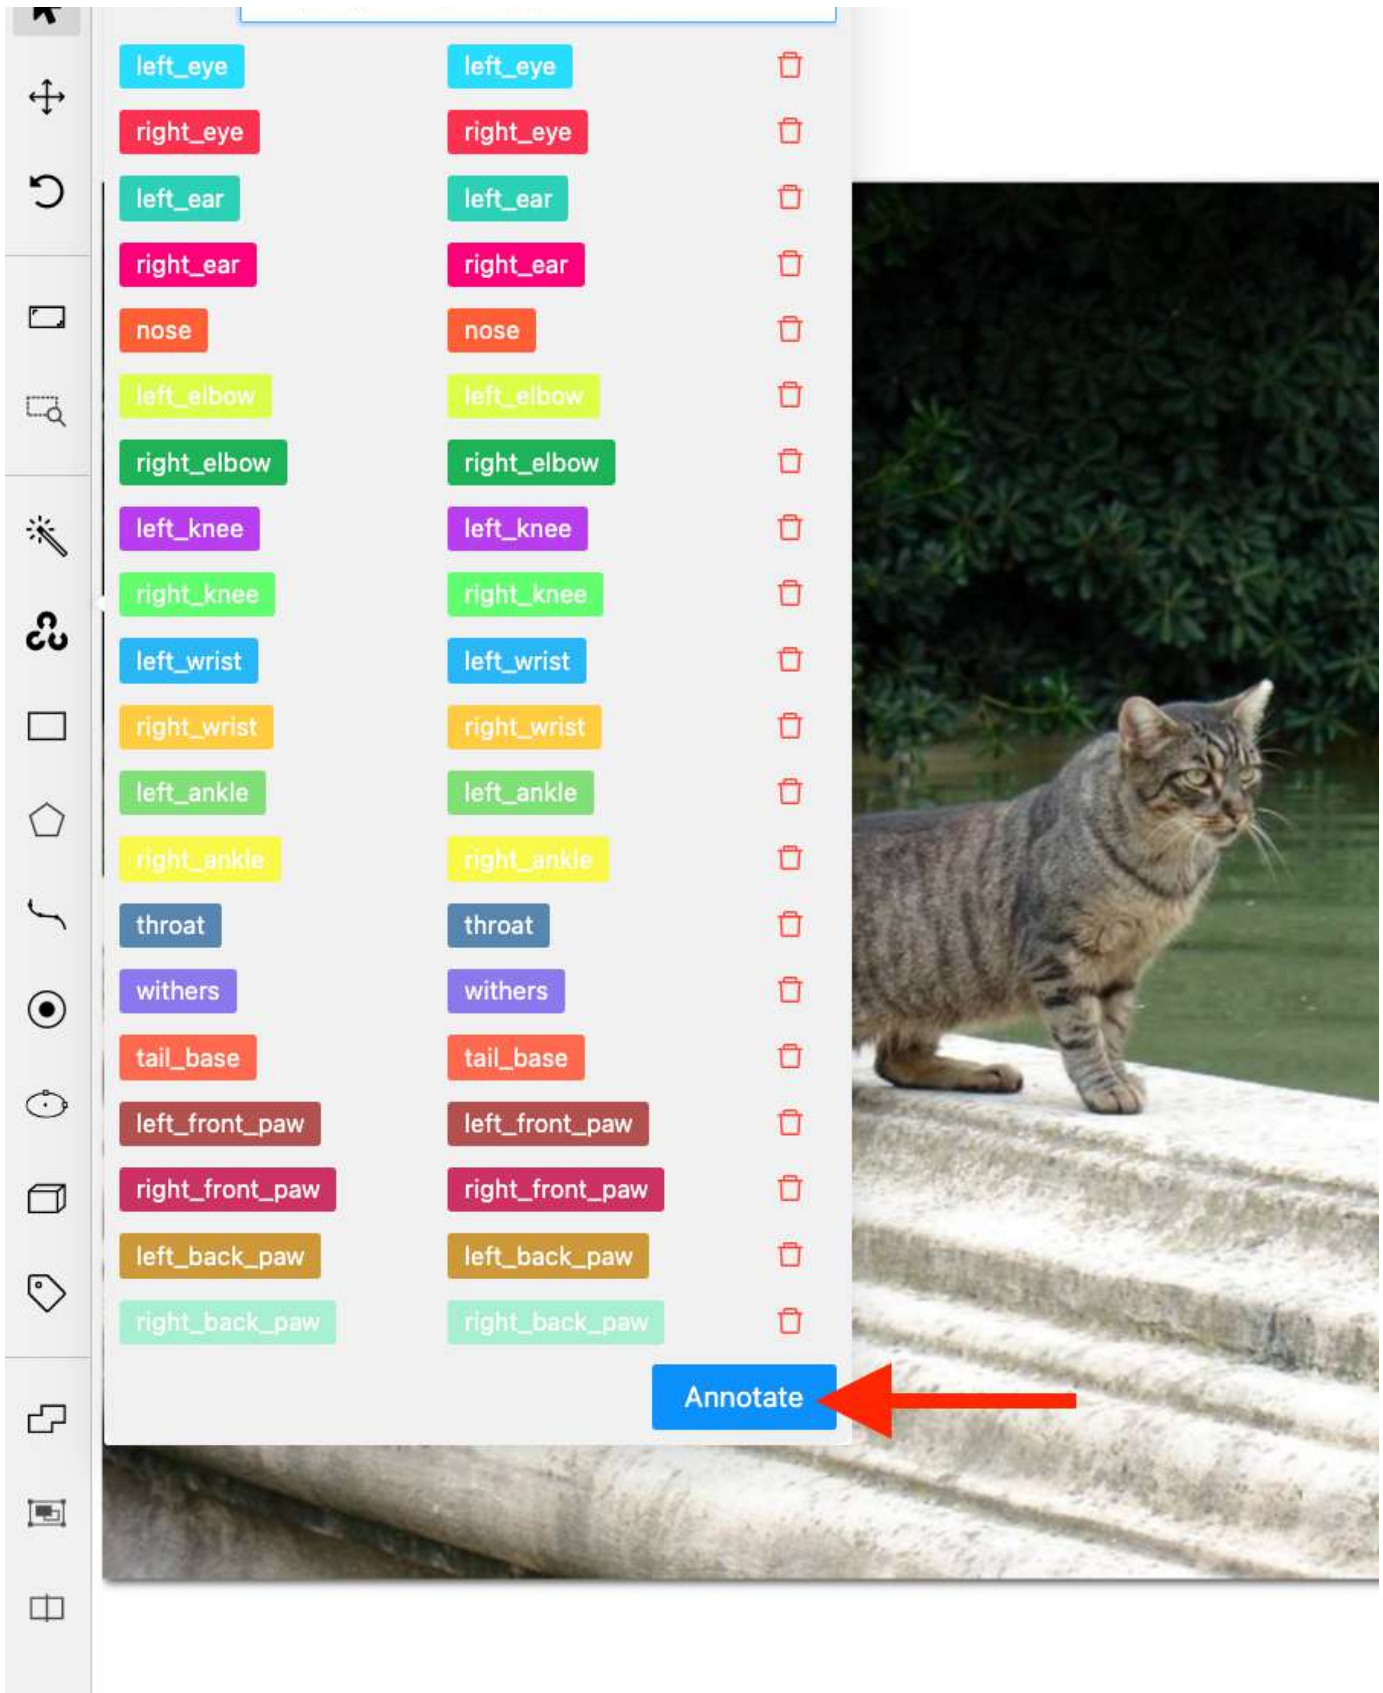 left_eye left_eye
right_eye right_eye
left_ear left_ear
right_ear right_ear
nose nose
left_elbow left_elbow
right_elbow right_elbow
left_knee left_knee
right_knee right_knee
left_wrist left_wrist
right_wrist right_wrist
left_ankle left_ankle
right_ankle right_ankle
throat throat
withers withers
tail_base tail_base
left_front_paw left_front_paw
right_front_paw right_front_paw
left_back_paw left_back_paw
right_back_paw right_back_paw
Annotate